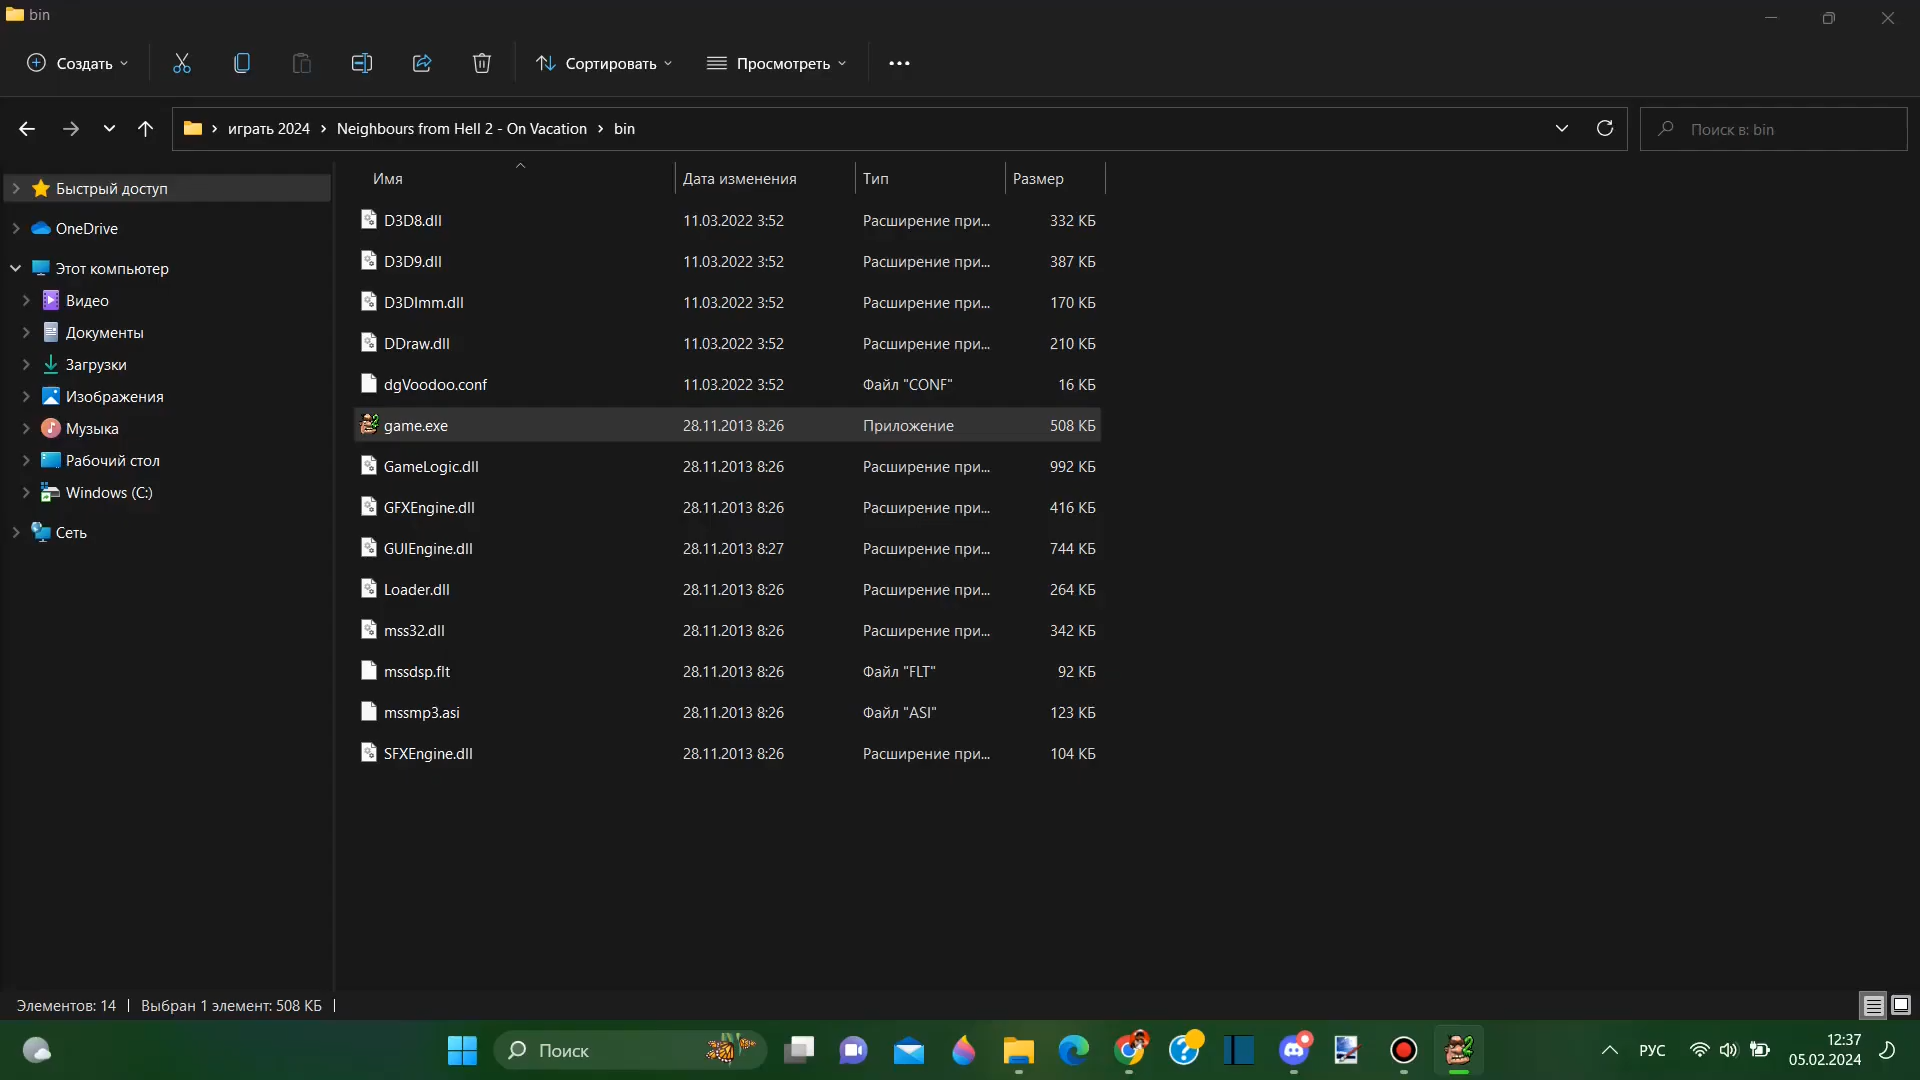 bin
Создать
Сортировать
Просмотреть
играть 2024 Neighbours from Hell 2 - On Vacation bin
Поиск в: bin
Имя Дата изменения Тип Размер
Быстрый доступ
OneDrive
Этот компьютер
Видео
Документы
Загрузки
Изображения
Музыка
Рабочий стол
Windows (C:)
Сеть
D3D8.dll 11.03.2022 3:52 Расширение при... 332 КБ
D3D9.dll 11.03.2022 3:52 Расширение при... 387 КБ
D3DImm.dll 11.03.2022 3:52 Расширение при... 170 КБ
DDraw.dll 11.03.2022 3:52 Расширение при... 210 КБ
dgVoodoo.conf 11.03.2022 3:52 Файл "CONF" 16 КБ
game.exe 28.11.2013 8:26 Приложение 508 КБ
GameLogic.dll 28.11.2013 8:26 Расширение при... 992 КБ
GFXEngine.dll 28.11.2013 8:26 Расширение при... 416 КБ
GUIEngine.dll 28.11.2013 8:27 Расширение при... 744 КБ
Loader.dll 28.11.2013 8:26 Расширение при... 264 КБ
mss32.dll 28.11.2013 8:26 Расширение при... 342 КБ
mssdsp.flt 28.11.2013 8:26 Файл "FLT" 92 КБ
mssmp3.asi 28.11.2013 8:26 Файл "ASI" 123 КБ
SFXEngine.dll 28.11.2013 8:26 Расширение при... 104 КБ
Элементов: 14 Выбран 1 элемент: 508 КБ
Поиск
РУС
12:37
05.02.2024